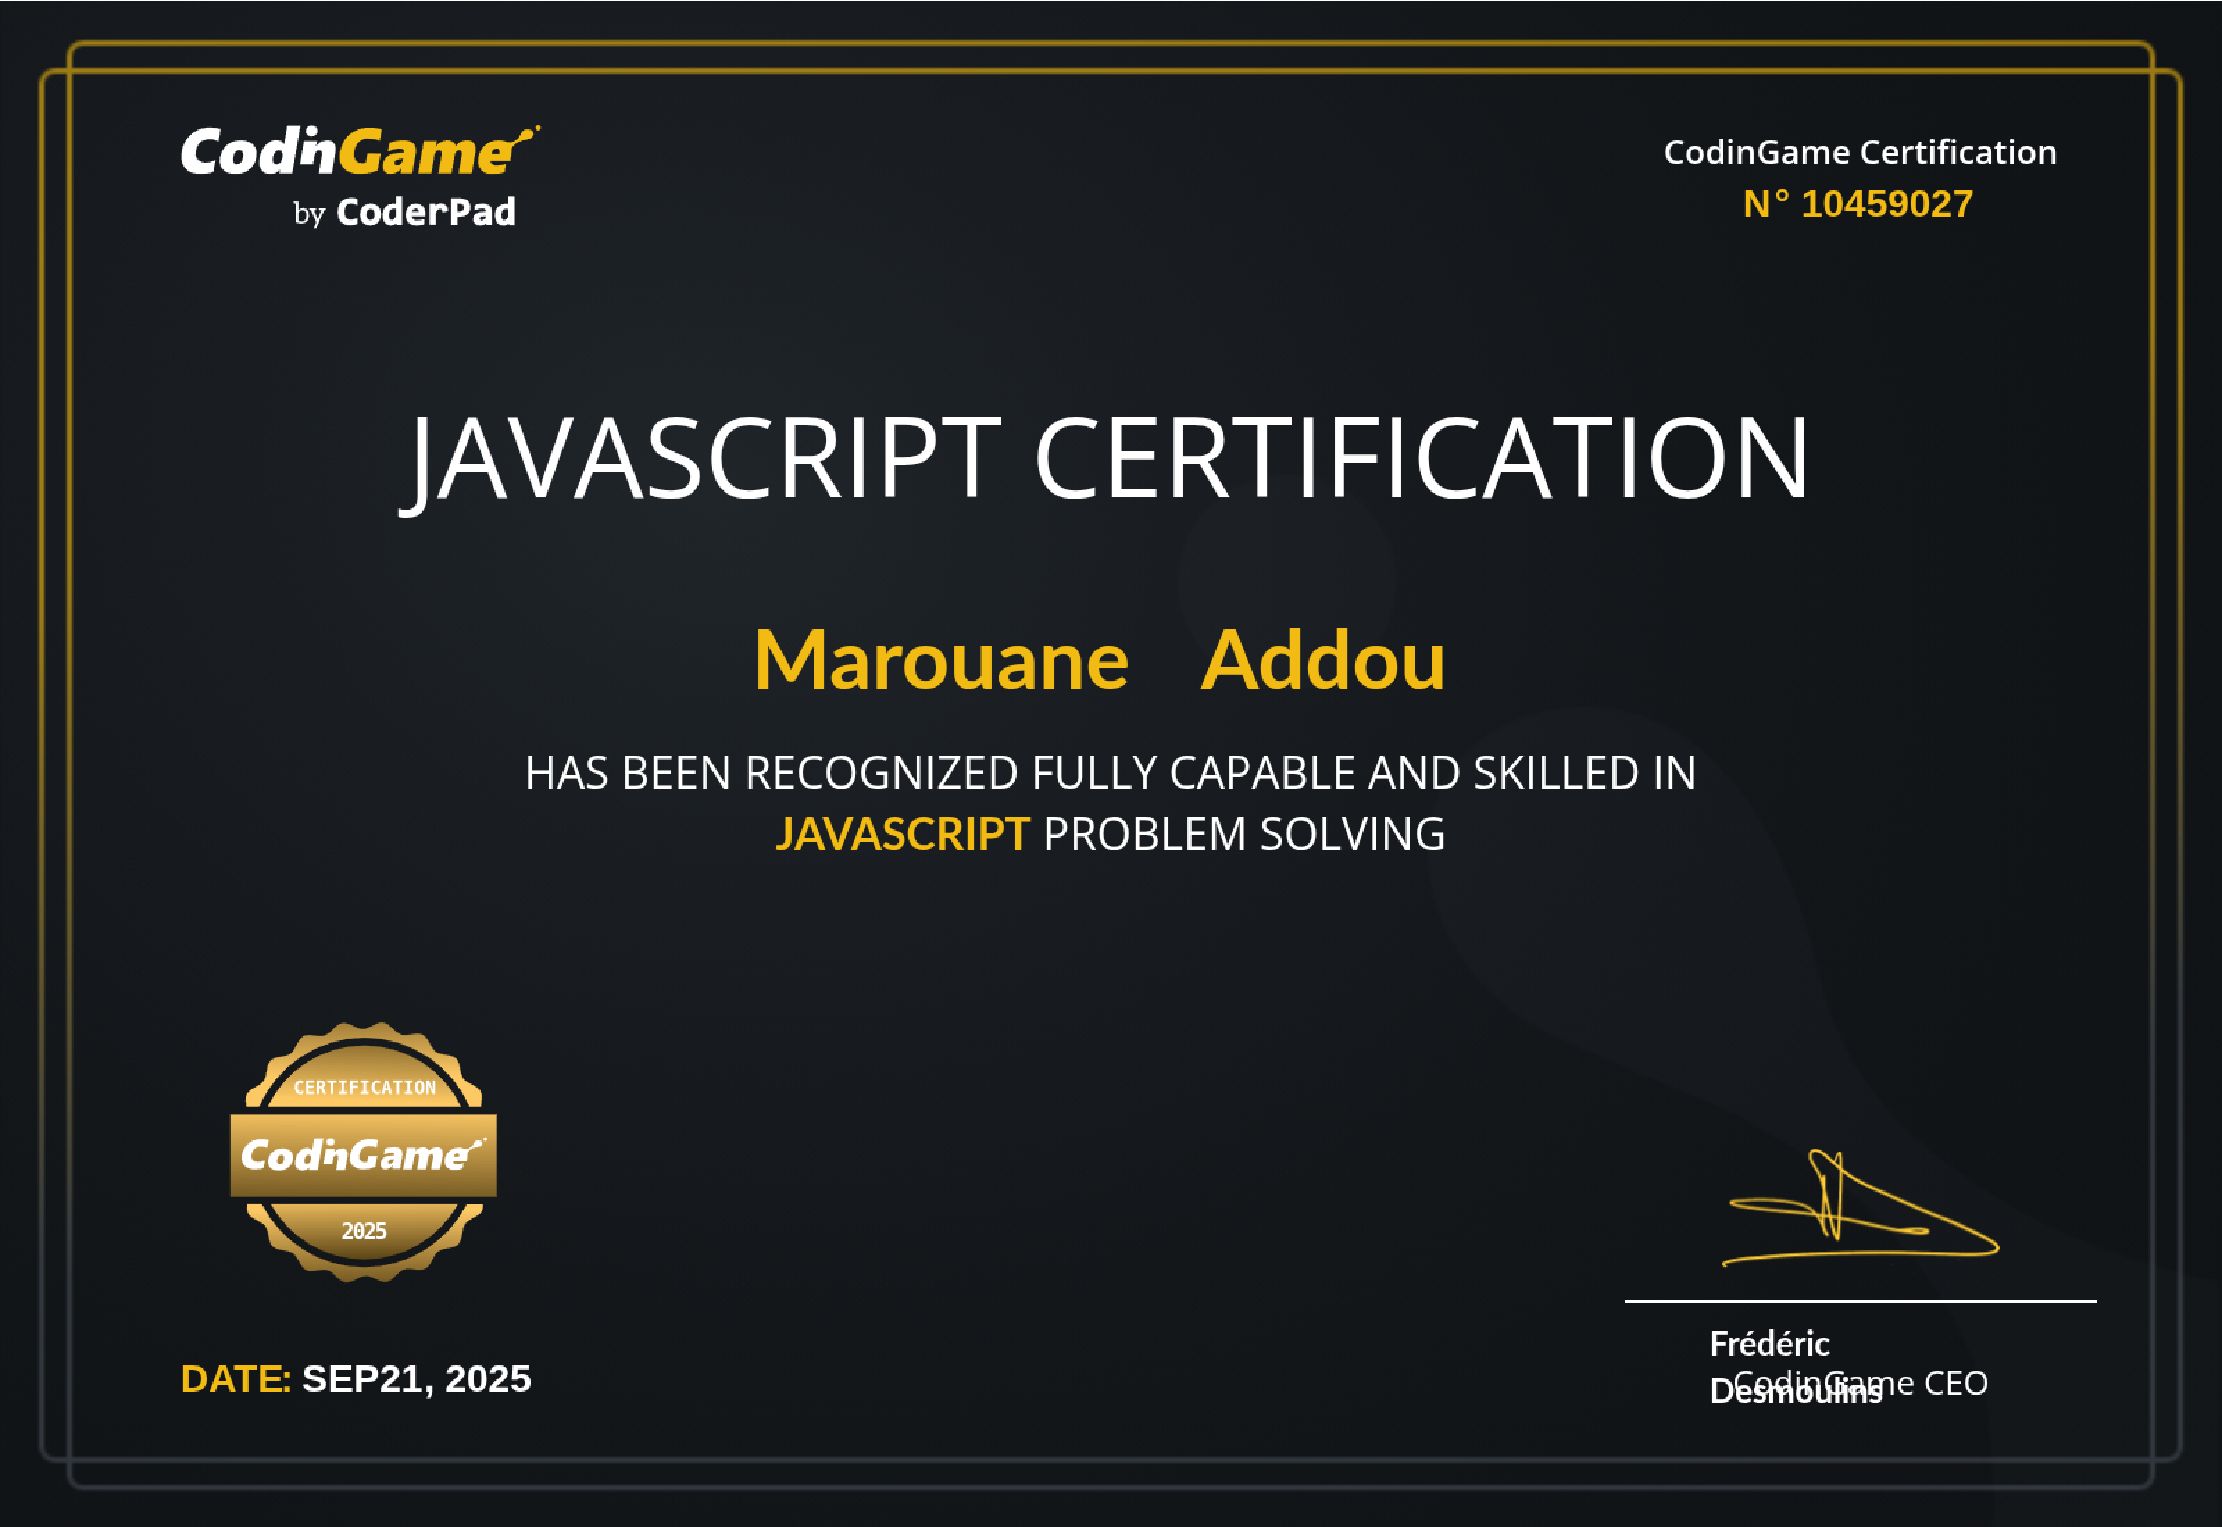 CodinGame
by CoderPad
CodinGame Certification
N° 10459027
JAVASCRIPT CERTIFICATION
Marouane Addou
HAS BEEN RECOGNIZED FULLY CAPABLE AND SKILLED IN
JAVASCRIPT PROBLEM SOLVING
CERTIFICATION
CodinGame
2025
DATE: SEP21, 2025
Frédéric
Desmoulins
CodinGame CEO